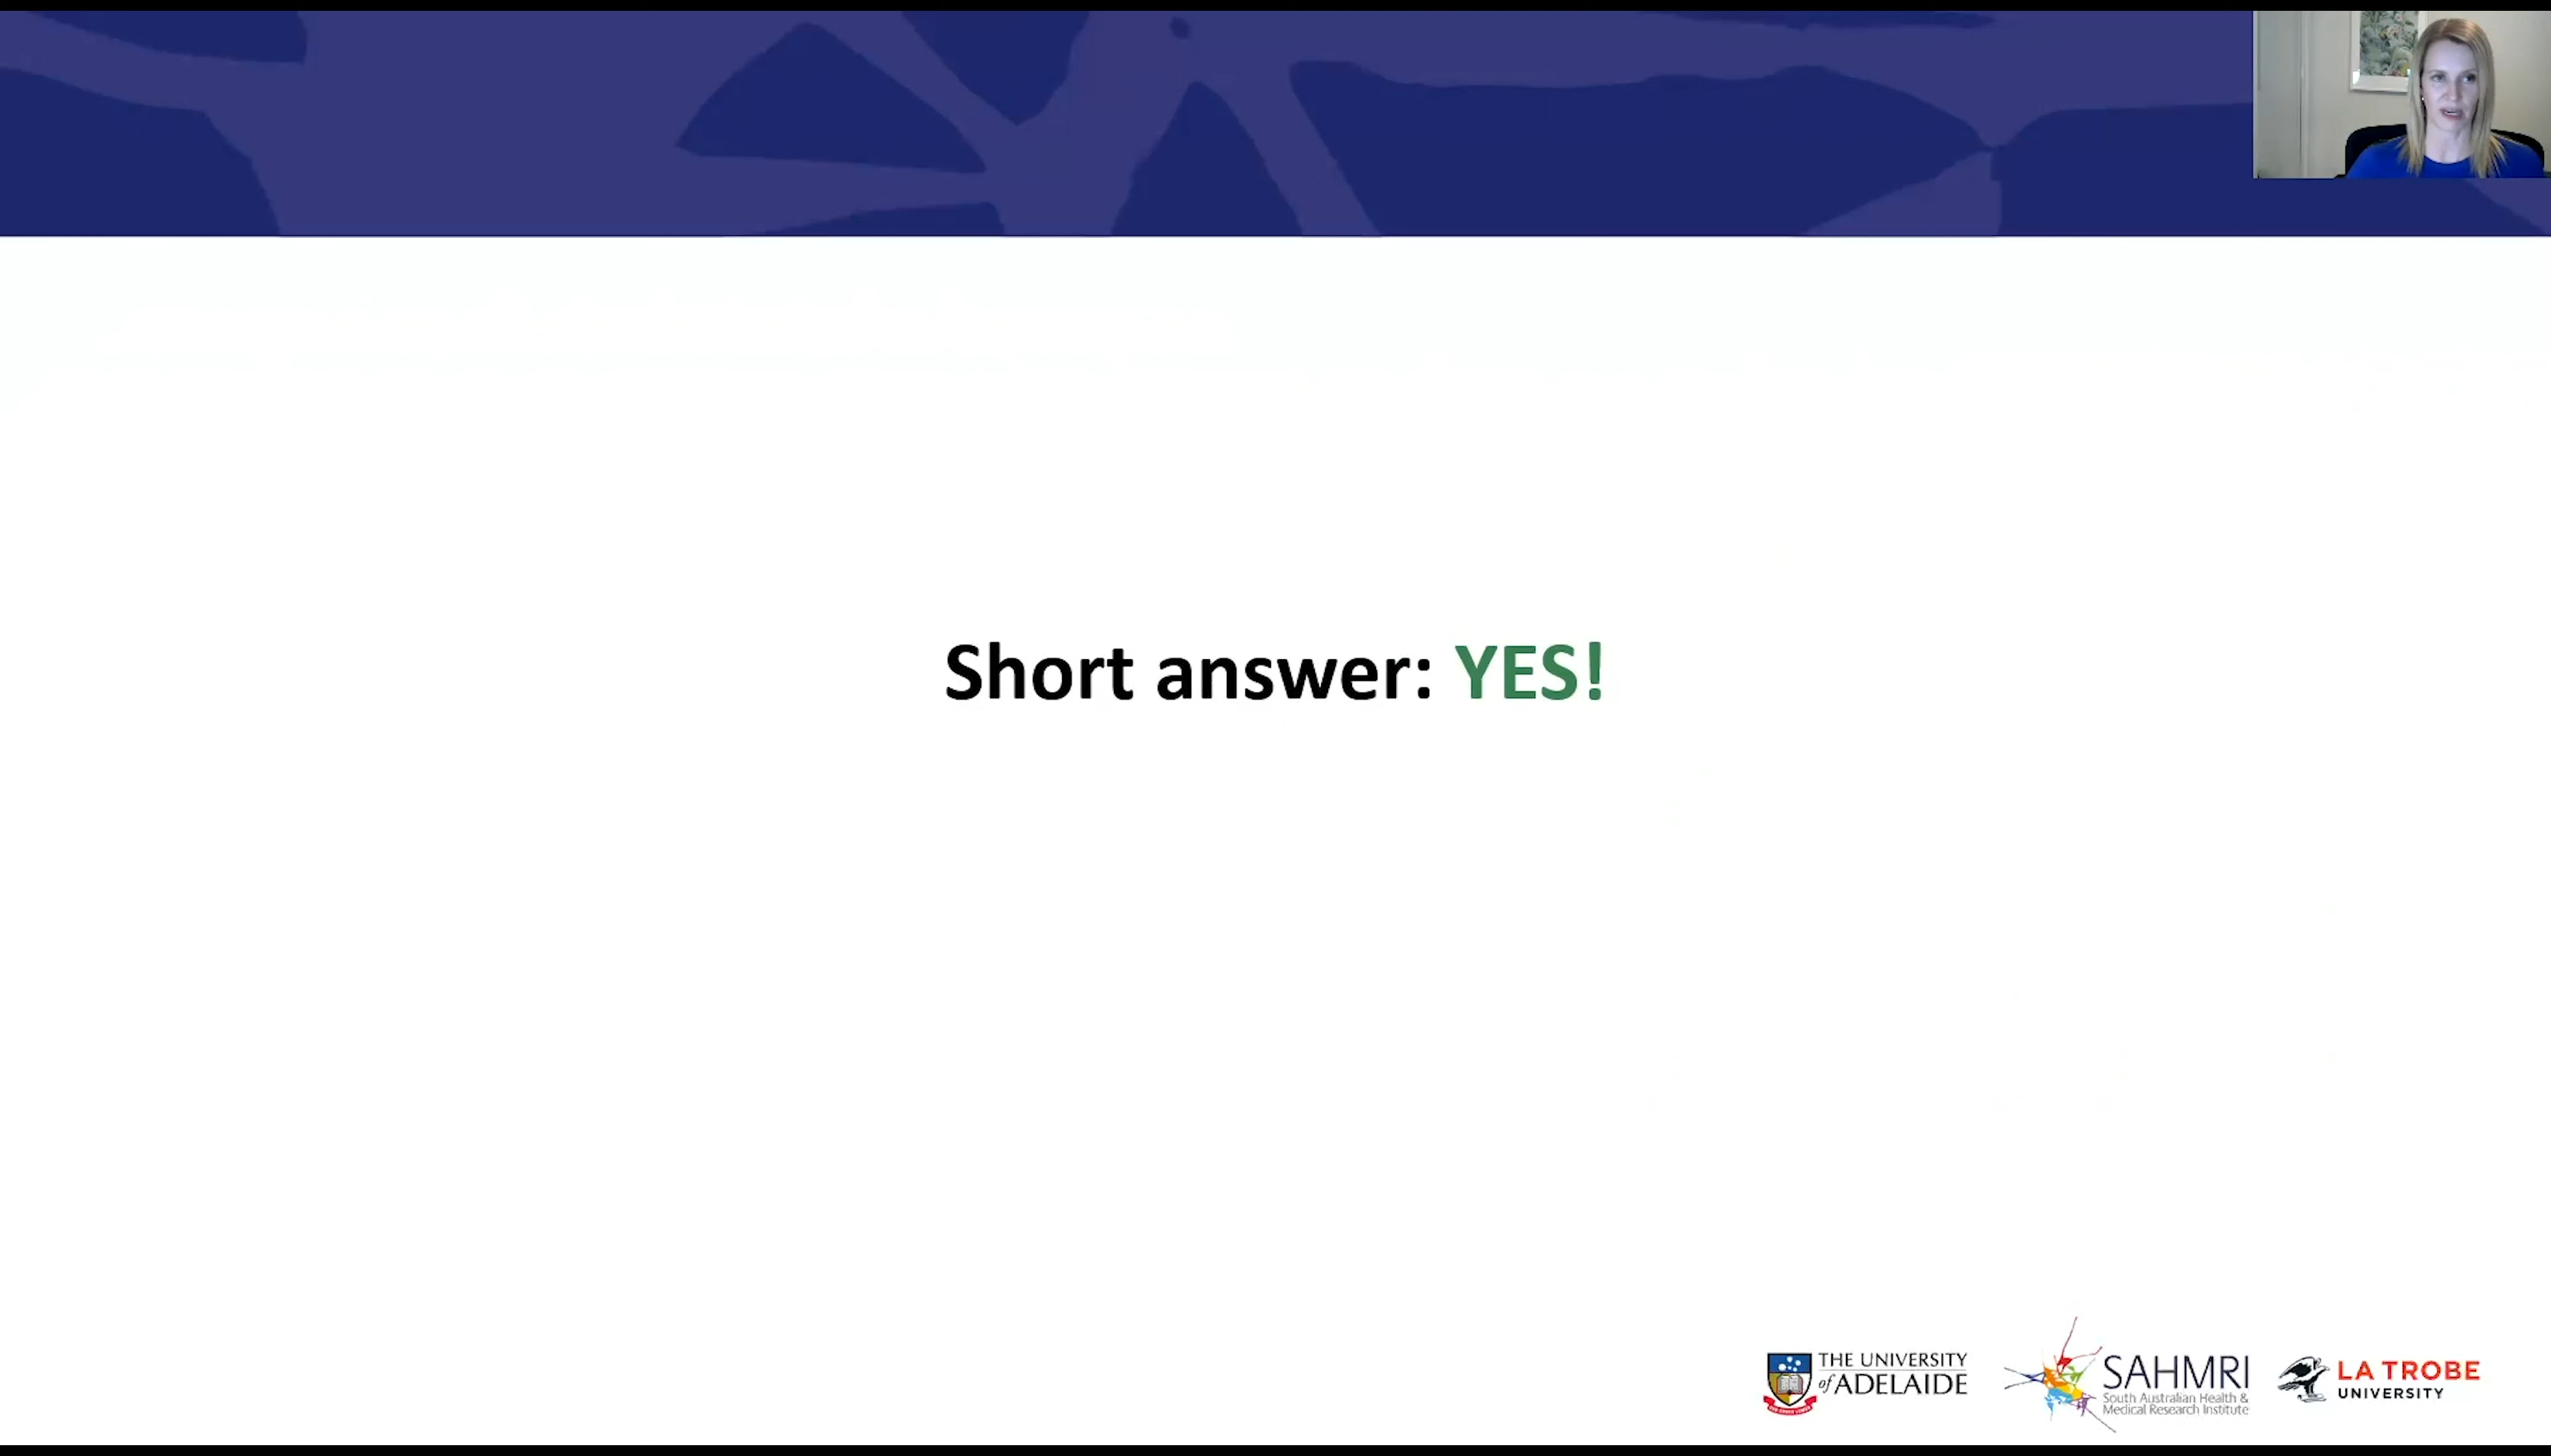 Short answer: YES!
THE UNIVERSITY
of ADELAIDE
SAHMRI
South Australian Health &
Medical Research Institute
LA TROBE
UNIVERSITY